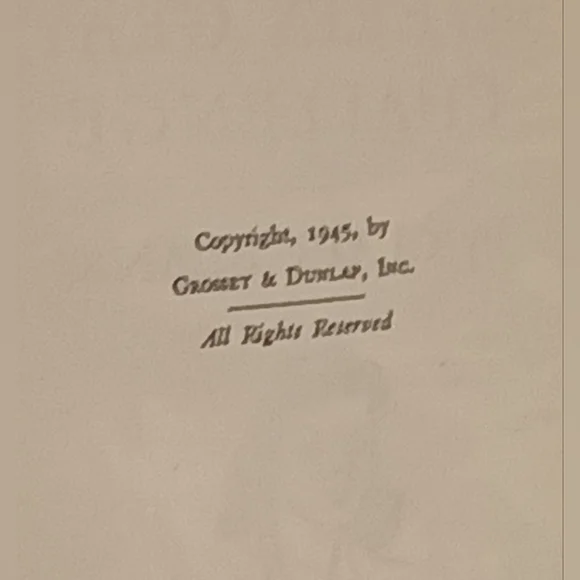 Copyright, 1945, by
GROSSET & DUNLAP, INC.
All Rights Reserved